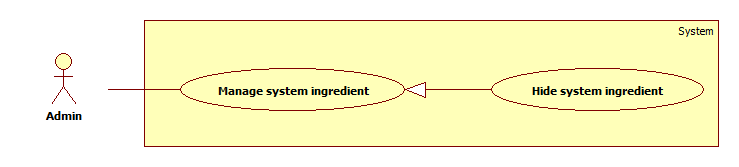 System
Manage system ingredient
Hide system ingredient
Admin